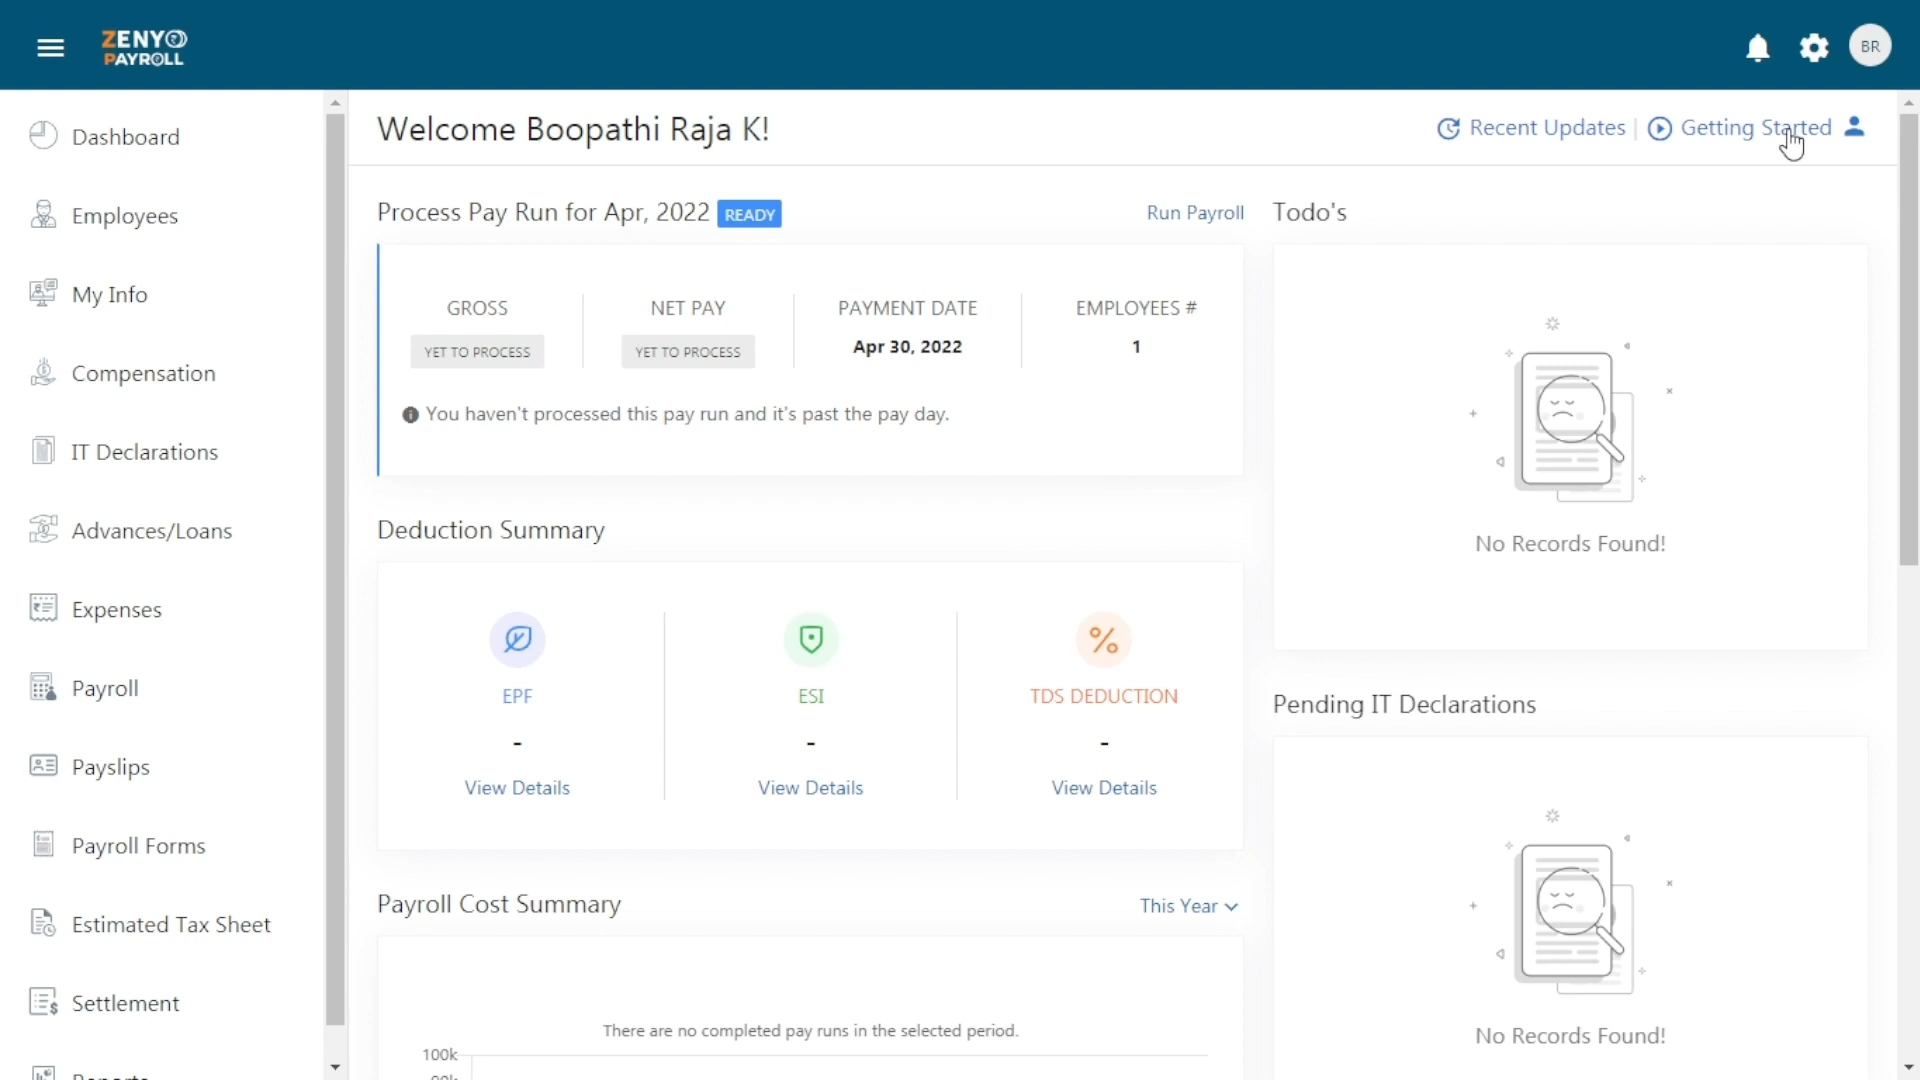 ZENYO
PAYROLL
BR
Dashboard
Employees
My Info
Compensation
IT Declarations
Advances/Loans
Expenses
Payroll
Payslips
Payroll Forms
Estimated Tax Sheet
Settlement
Reports
Welcome Boopathi Raja K!
Recent Updates
Getting Started
Process Pay Run for Apr, 2022 READY
Run Payroll
GROSS
YET TO PROCESS
NET PAY
YET TO PROCESS
PAYMENT DATE
Apr 30, 2022
EMPLOYEES #
1
You haven't processed this pay run and it's past the pay day.
Deduction Summary
EPF
-
View Details
ESI
-
View Details
TDS DEDUCTION
-
View Details
Payroll Cost Summary
This Year
There are no completed pay runs in the selected period.
100k
90k
Todo's
No Records Found!
Pending IT Declarations
No Records Found!